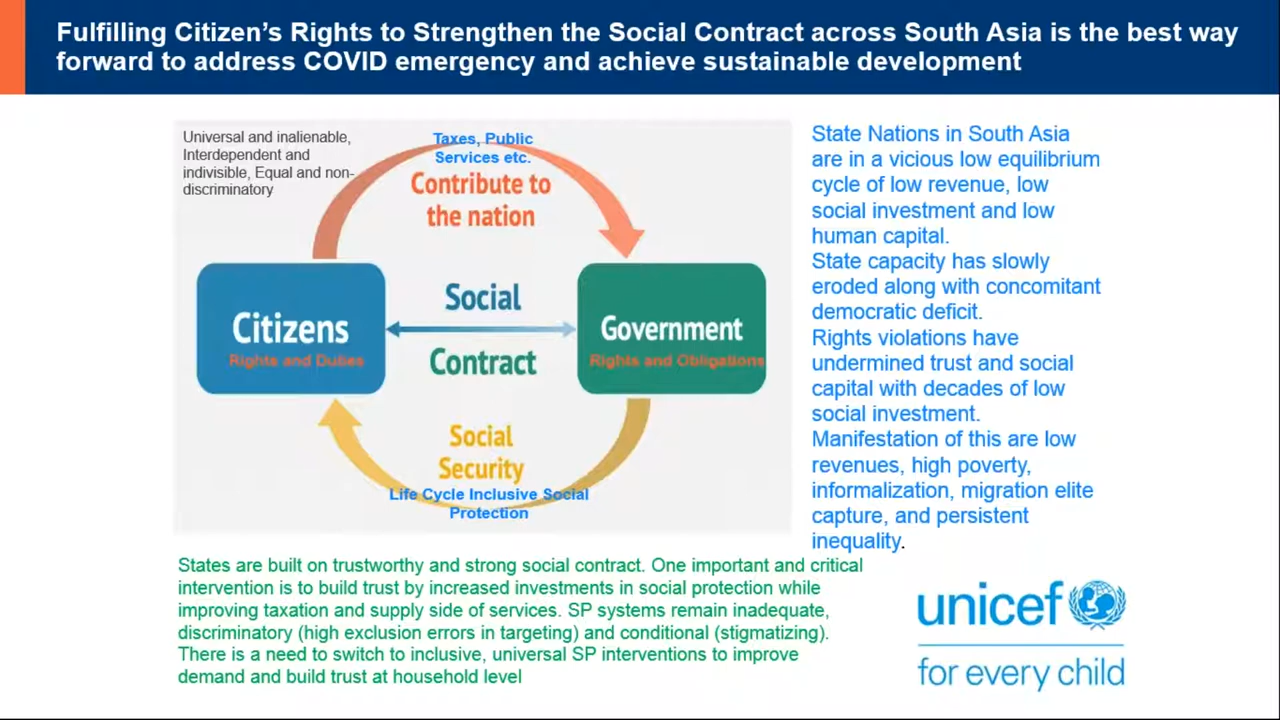 Fulfilling Citizen’s Rights to Strengthen the Social Contract across South Asia is the best way
forward to address COVID emergency and achieve sustainable development
Universal and inalienable,
Interdependent and
indivisible, Equal and non-
discriminatory
Taxes, Public
Services etc.
Contribute to
the nation
Citizens
Rights and Duties
Social
Contract
Government
Rights and Obligations
Social
Security
Life Cycle Inclusive Social
Protection
State Nations in South Asia
are in a vicious low equilibrium
cycle of low revenue, low
social investment and low
human capital.
State capacity has slowly
eroded along with concomitant
democratic deficit.
Rights violations have
undermined trust and social
capital with decades of low
social investment.
Manifestation of this are low
revenues, high poverty,
informalization, migration elite
capture, and persistent
inequality.
States are built on trustworthy and strong social contract. One important and critical
intervention is to build trust by increased investments in social protection while
improving taxation and supply side of services. SP systems remain inadequate,
discriminatory (high exclusion errors in targeting) and conditional (stigmatizing).
There is a need to switch to inclusive, universal SP interventions to improve
demand and build trust at household level
unicef
for every child